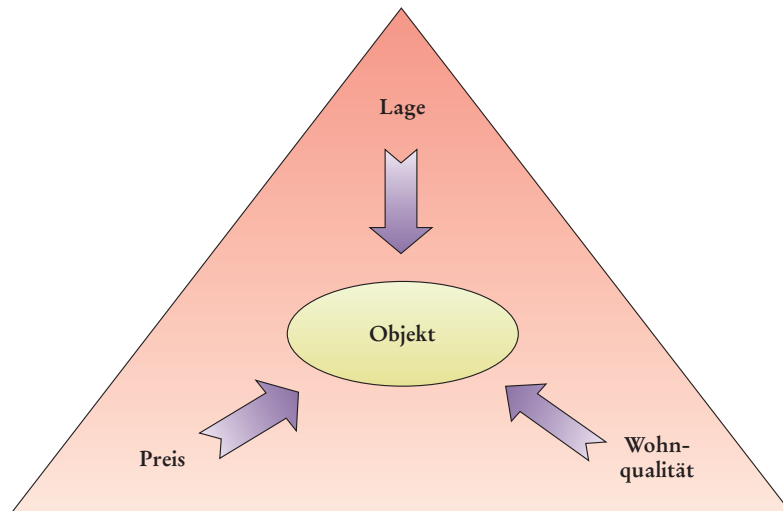 Lage
Objekt
Preis
Wohn-
qualität